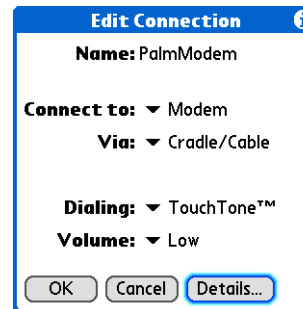 Edit Connection
Name: PalmModem
Connect to: Modem
Via: Cradle/Cable
Dialing: TouchTone™
Volume: Low
OK Cancel Details...